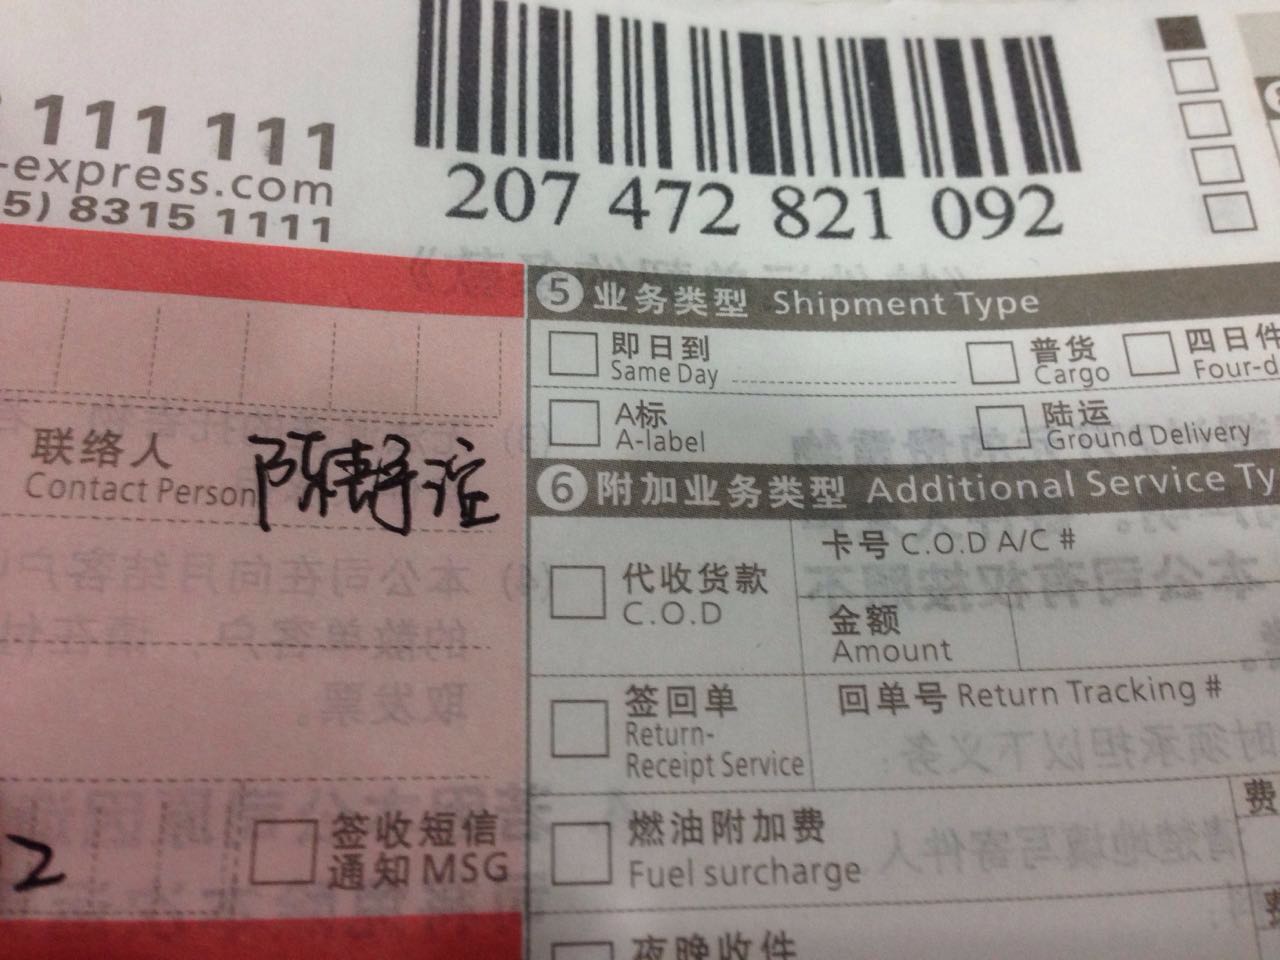 111 111
-express.com
5) 8315 1111
207 472 821 092
5 业务类型 Shipment Type
即日到
Same Day
普货
Cargo
四日件
Four-d
A标
A-label
陆运
Ground Delivery
联络人
Contact Person
陈静
6 附加业务类型 Additional Service Ty
代收货款
C.O.D
卡号 C.O.D A/C #
金额
Amount
签回单
Return-
Receipt Service
回单号 Return Tracking #
2
签收短信
通知 MSG
燃油附加费
Fuel surcharge
费
夜晚收件